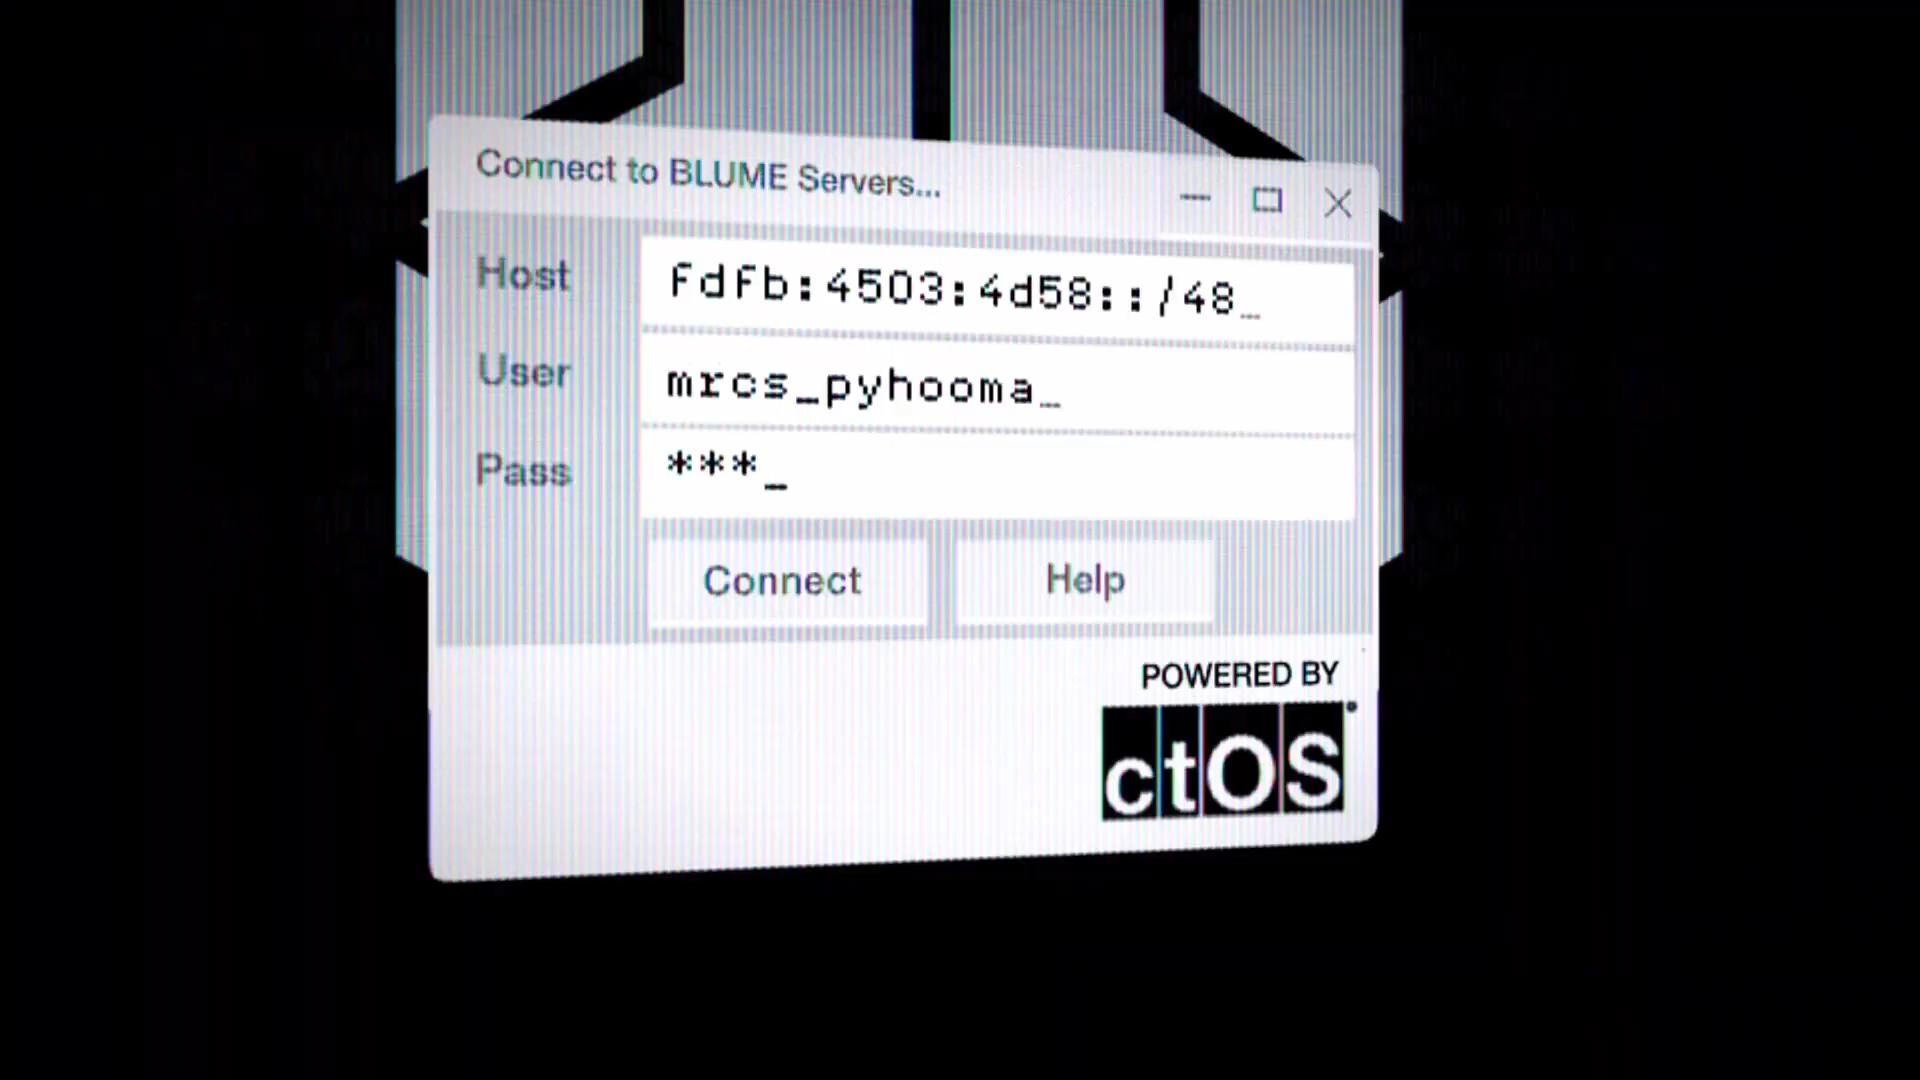 Connect to BLUME Servers...
Host
fdfb:4503:4d58::/48_
User
mrcs_pyhooma_
Pass
***_
Connect
Help
POWERED BY
ctOS